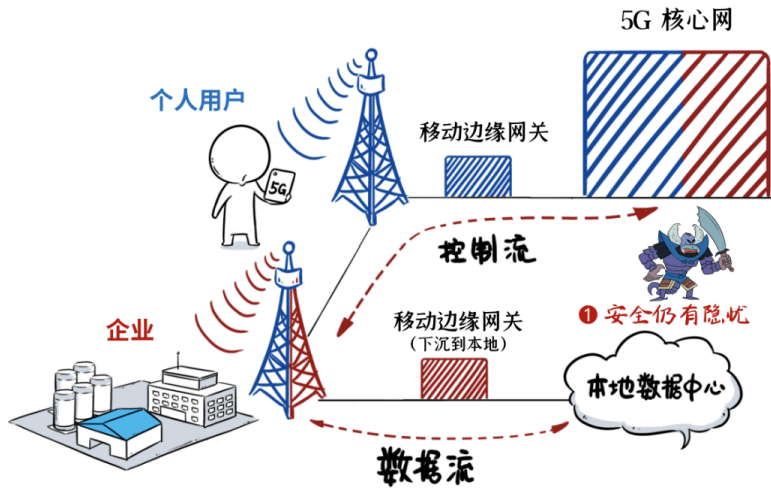 5G 核心网
个人用户
移动边缘网关
5G
控制流
企业
移动边缘网关
（下沉到本地）
❶ 安全仍有隐忧
本地数据中心
数据流